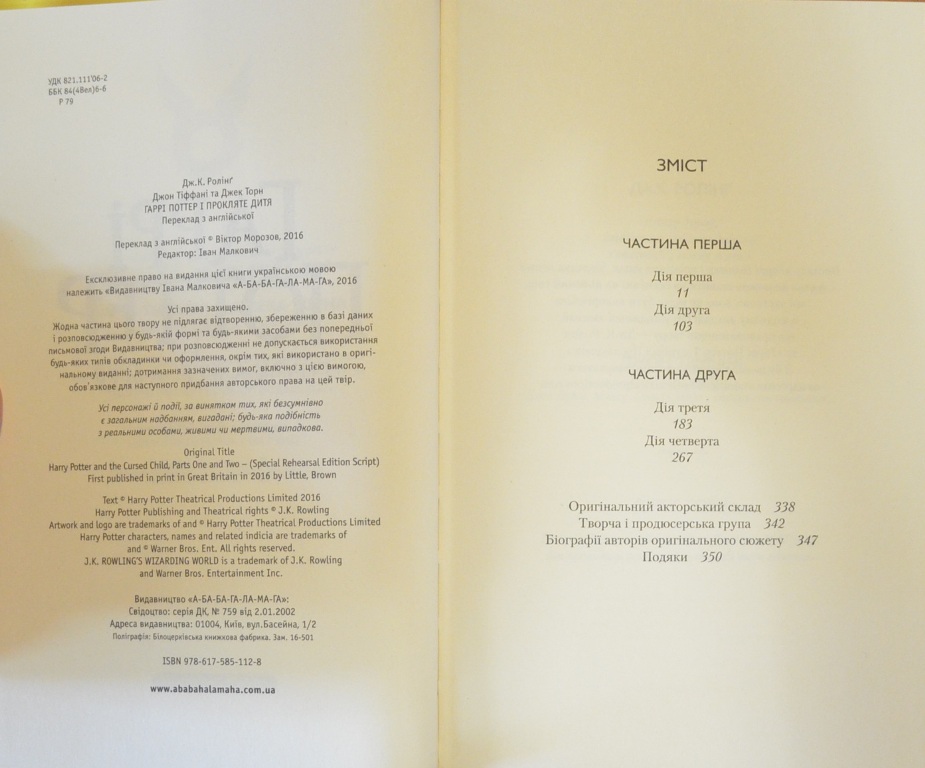 УДК 821.111'06-2
ББК 84(4Вел)6-6
Р 79
Дж.К. Ролінґ
Джон Тіффані та Джек Торн
ГАРРІ ПОТТЕР І ПРОКЛЯТЕ ДИТЯ
Переклад з англійської
Переклад з англійської © Віктор Морозов, 2016
Редактор: Іван Малкович
Ексклюзивне право на видання цієї книги українською мовою
належить «Видавництву Івана Малковича «А-БА-БА-ГА-ЛА-МА-ГА», 2016
Усі права захищено.
Жодна частина цього твору не підлягає відтворенню, збереженню в базі даних
і розповсюдженню у будь-якій формі та будь-якими засобами без попередньої
письмової згоди Видавництва; при розповсюдженні не допускається використання
будь-яких типів обкладинки чи оформлення, окрім тих, які використано в оригі-
нальному виданні; дотримання зазначених вимог, включно з цією вимогою,
обов'язкове для наступного придбання авторського права на цей твір.
Усі персонажі й події, за винятком тих, які безсумнівно
є загальним надбанням, вигадані; будь-яка подібність
з реальними особами, живими чи мертвими, випадкова.
Original Title
Harry Potter and the Cursed Child, Parts One and Two – (Special Rehearsal Edition Script)
First published in print in Great Britain in 2016 by Little, Brown
Text © Harry Potter Theatrical Productions Limited 2016
Harry Potter Publishing and Theatrical rights © J.K. Rowling
Artwork and logo are trademarks of and © Harry Potter Theatrical Productions Limited
Harry Potter characters, names and related indicia are trademarks of
and © Warner Bros. Ent. All rights reserved.
J.K. ROWLING'S WIZARDING WORLD is a trademark of J.K. Rowling
and Warner Bros. Entertainment Inc.
Видавництво «А-БА-БА-ГА-ЛА-МА-ГА»:
Свідоцтво: серія ДК, № 759 від 2.01.2002
Адреса видавництва: 01004, Київ, вул.Басейна, 1/2
Поліграфія: Білоцерківська книжкова фабрика. Зам. 16-501
ISBN 978-617-585-112-8
www.ababahalamaha.com.ua
ЗМІСТ
ЧАСТИНА ПЕРША
Дія перша
11
Дія друга
103
ЧАСТИНА ДРУГА
Дія третя
183
Дія четверта
267
Оригінальний акторський склад 338
Творча і продюсерська група 342
Біографії авторів оригінального сюжету 347
Подяки 350